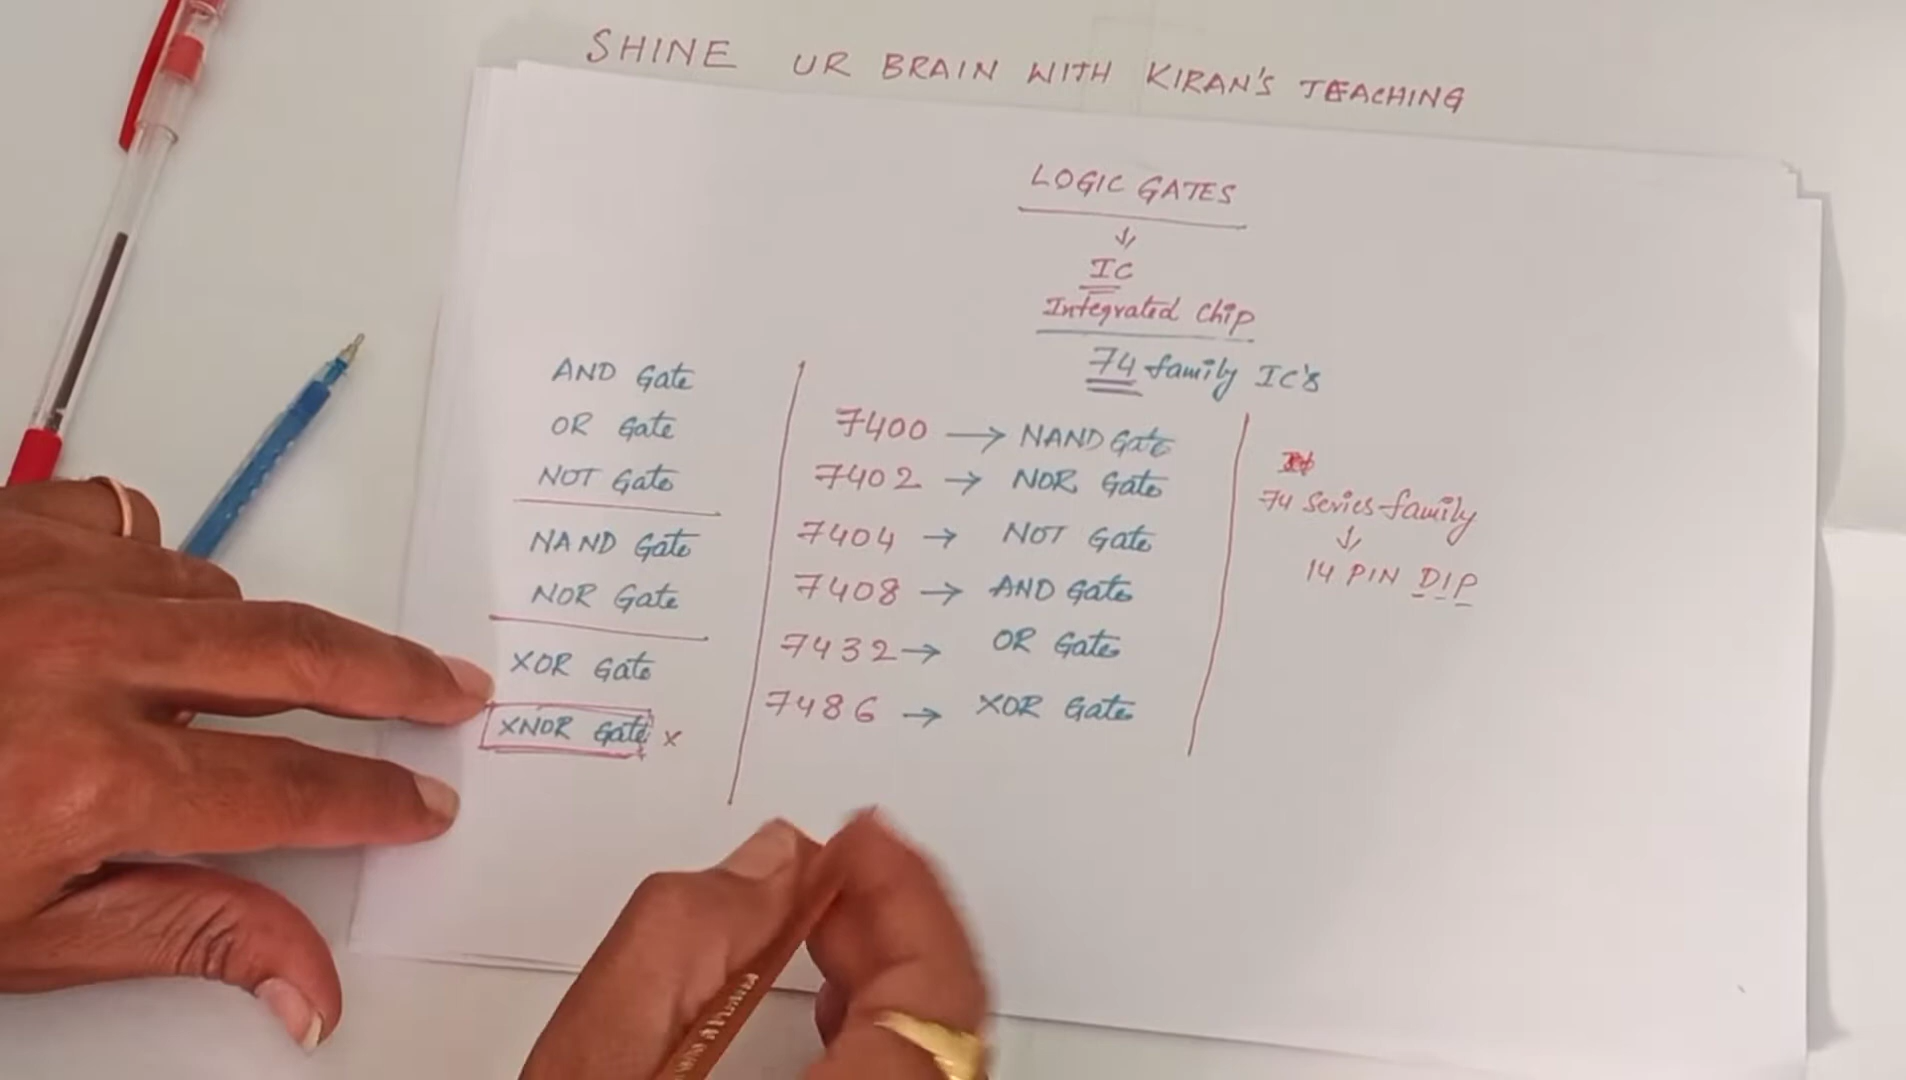 SHINE UR BRAIN WITH KIRAN'S TEACHING
LOGIC GATES
IC
Integrated Chip
74 family IC's
AND Gate
OR Gate
NOT Gate
NAND Gate
NOR Gate
XOR Gate
XNOR Gate x
7400 → NAND Gate
7402 → NOR Gate
7404 → NOT Gate
7408 → AND Gate
7432 → OR Gate
7486 → XOR Gate
74 Series family
14 PIN DIP